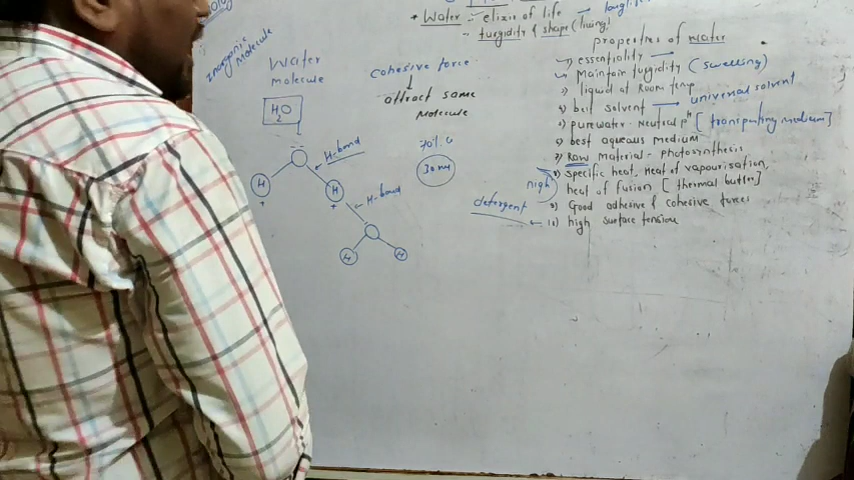 Water :- elixir of life
- turgidity & shape (living)
Inorganic
Molecule
Water
molecule
H2O
H-bond
H
H
+
+
H-bond
H
H
cohesive force
attract same
Molecule
70%
30
properties of water
1) essentiality
2) Maintain turgidity (swelling)
3) liquid at Room temp
4) best solvent → universal solvent
5) pure water - Neutral pH [transporting medium]
6) best aqueous medium
7) Raw Material - photosynthesis
8) Specific heat, Heat of vapourisation,
high
heat of fusion [thermal buffer]
9) Good adhesive & cohesive forces
detergent ← 10) high surface tension